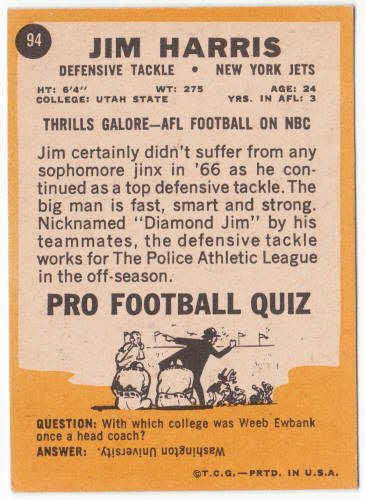 94
JIM HARRIS
DEFENSIVE TACKLE • NEW YORK JETS
HT: 6'4" WT: 275 AGE: 24
COLLEGE: UTAH STATE YRS. IN AFL: 3
THRILLS GALORE—AFL FOOTBALL ON NBC
Jim certainly didn't suffer from any
sophomore jinx in '66 as he con-
tinued as a top defensive tackle. The
big man is fast, smart and strong.
Nicknamed "Diamond Jim" by his
teammates, the defensive tackle
works for The Police Athletic League
in the off-season.
PRO FOOTBALL QUIZ
QUESTION: With which college was Weeb Ewbank
once a head coach?
ANSWER: Washington University.
©T.C.G.—PRTD. IN U.S.A.